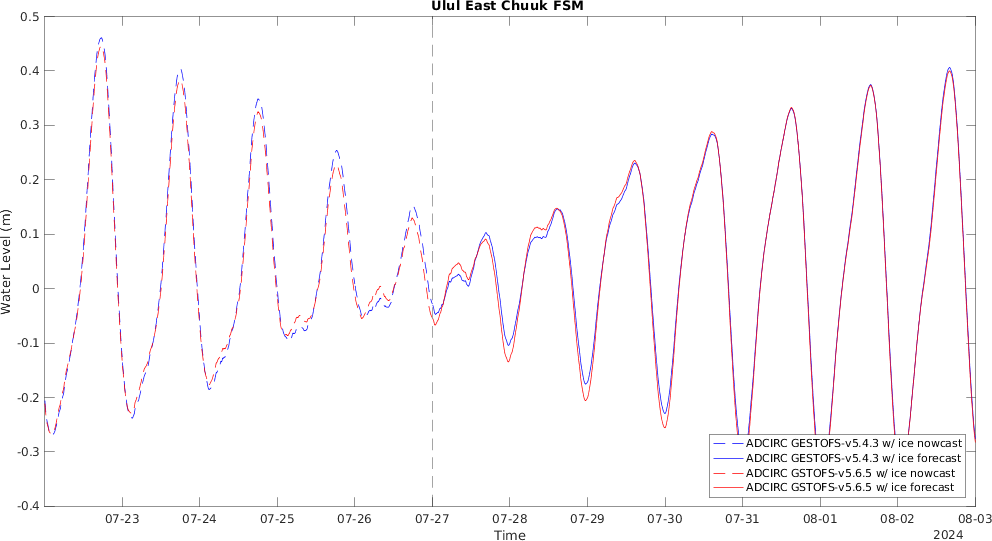 Ulul East Chuuk FSM
0.5
0.4
0.3
0.2
0.1
0
-0.1
-0.2
-0.3
-0.4
Water Level (m)
ADCIRC GESTOFS-v5.4.3 w/ ice nowcast
ADCIRC GESTOFS-v5.4.3 w/ ice forecast
ADCIRC GSTOFS-v5.6.5 w/ ice nowcast
ADCIRC GSTOFS-v5.6.5 w/ ice forecast
07-23 07-24 07-25 07-26 07-27 07-28 07-29 07-30 07-31 08-01 08-02 08-03
Time
2024